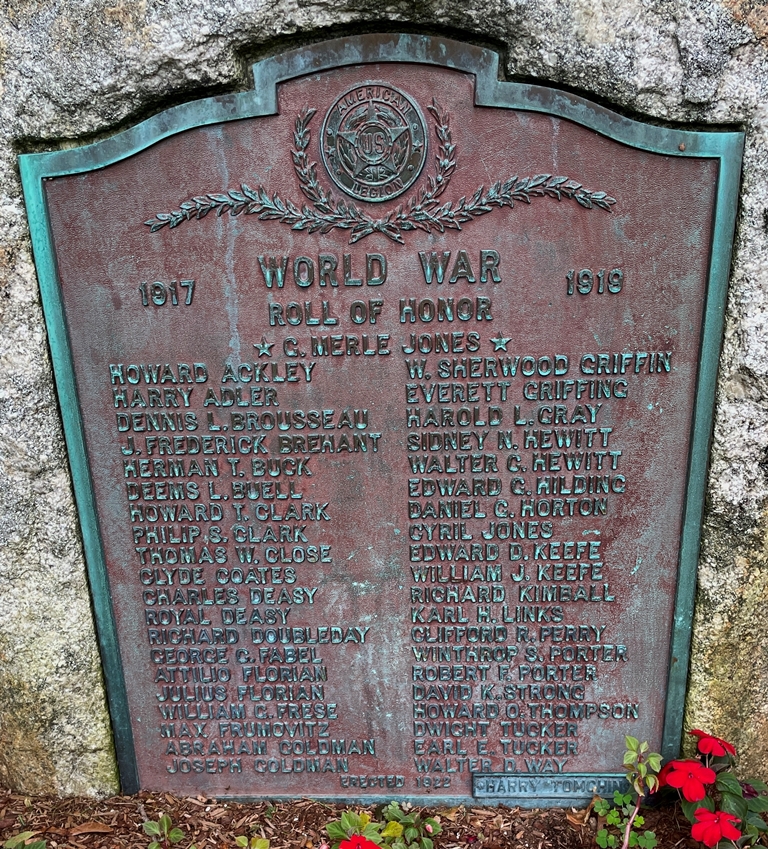 AMERICAN
US
LEGION
WORLD WAR
1917
1919
ROLL OF HONOR
★ C. MERLE JONES ★
HOWARD ACKLEY
HARRY ADLER
DENNIS L. BROUSSEAU
J. FREDERICK BREHANT
HERMAN T. BUCK
DEEMS L. BUELL
HOWARD T. CLARK
PHILIP S. CLARK
THOMAS W. CLOSE
CLYDE COATES
CHARLES DEASY
ROYAL DEASY
RICHARD DOUBLEDAY
GEORGE C. FABEL
ATTILIO FLORIAN
JULIUS FLORIAN
WILLIAM C. FRESE
MAX FRUMOVITZ
ABRAHAM GOLDMAN
JOSEPH GOLDMAN
W. SHERWOOD GRIFFIN
EVERETT GRIFFING
HAROLD L. GRAY
SIDNEY N. HEWITT
WALTER C. HEWITT
EDWARD C. HILDING
DANIEL G. HORTON
CYRIL JONES
EDWARD D. KEEFE
WILLIAM J. KEEFE
RICHARD KIMBALL
KARL H. LINKS
CLIFFORD R. PERRY
WINTHROP S. PORTER
ROBERT F. PORTER
DAVID K. STRONG
HOWARD O. THOMPSON
DWIGHT TUCKER
EARL E. TUCKER
WALTER D. WAY
ERECTED 1922
HARRY TOMCHIN